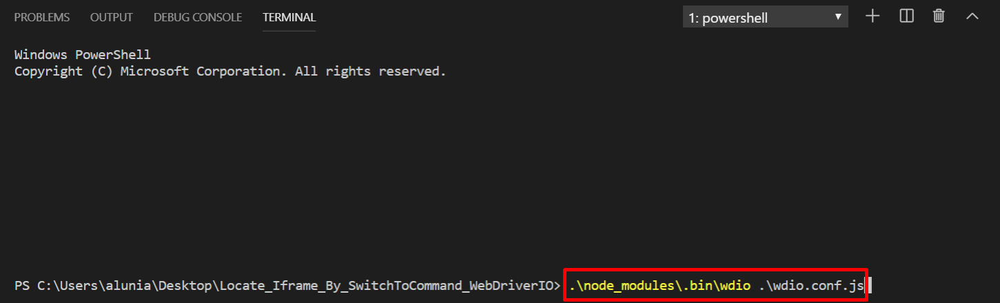 PROBLEMS OUTPUT DEBUG CONSOLE TERMINAL 1: powershell
Windows PowerShell
Copyright (C) Microsoft Corporation. All rights reserved.
PS C:\Users\alunia\Desktop\Locate_Iframe_By_SwitchToCommand_WebDriverIO> .\node_modules\.bin\wdio .\wdio.conf.js